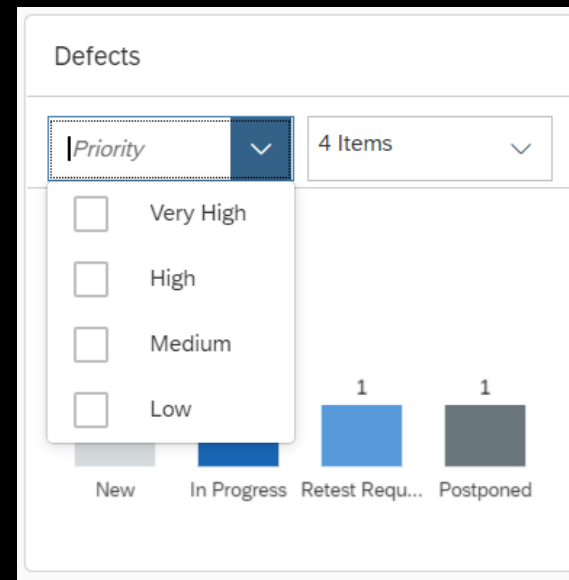 Defects
Priority
4 Items
Very High
High
Medium
Low
1 1
New In Progress Retest Requ... Postponed